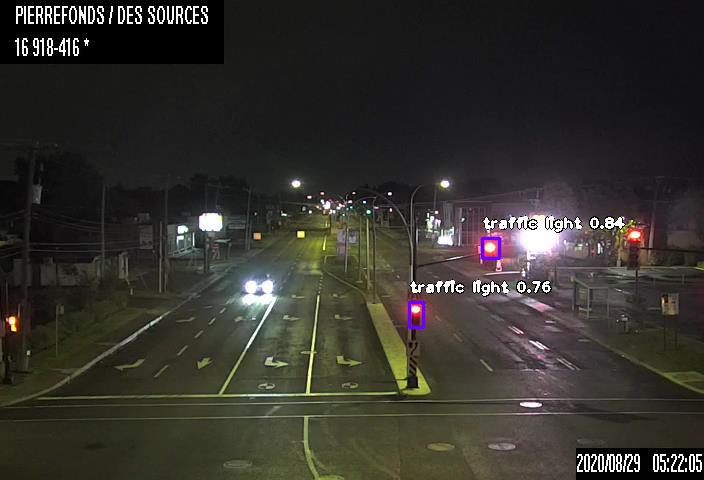 PIERREFONDS / DES SOURCES
16 918-416 *
traffic light 0.84
traffic light 0.76
2020/08/29 05:22:05